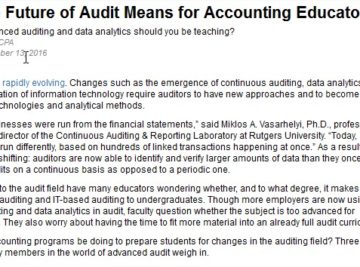 e Future of Audit Means for Accounting Educato
nced auditing and data analytics should you be teaching?
CPA
ber 13, 2016
rapidly evolving. Changes such as the emergence of continuous auditing, data analytics
ation of information technology require auditors to have new approaches and to become
echnologies and analytical methods.
nesses were run from the financial statements,” said Miklos A. Vasarhelyi, Ph.D., profess
director of the Continuous Auditing & Reporting Laboratory at Rutgers University. “Today,
run differently, based on hundreds of linked transactions happening at once.” As a result
shifting: auditors are now able to identify and verify larger amounts of data than they once
its on a continuous basis as opposed to a periodic one.
to the audit field have many educators wondering whether, and to what degree, it makes
auditing and IT-based auditing to undergraduates. Though more employers are now usi
ting and data analytics in audit, faculty question whether the subject is too advanced for
They also worry about having the time to fit more material into an already full audit curric
counting programs be doing to prepare students for changes in the auditing field? Three
y members in the world of advanced audit weigh in.